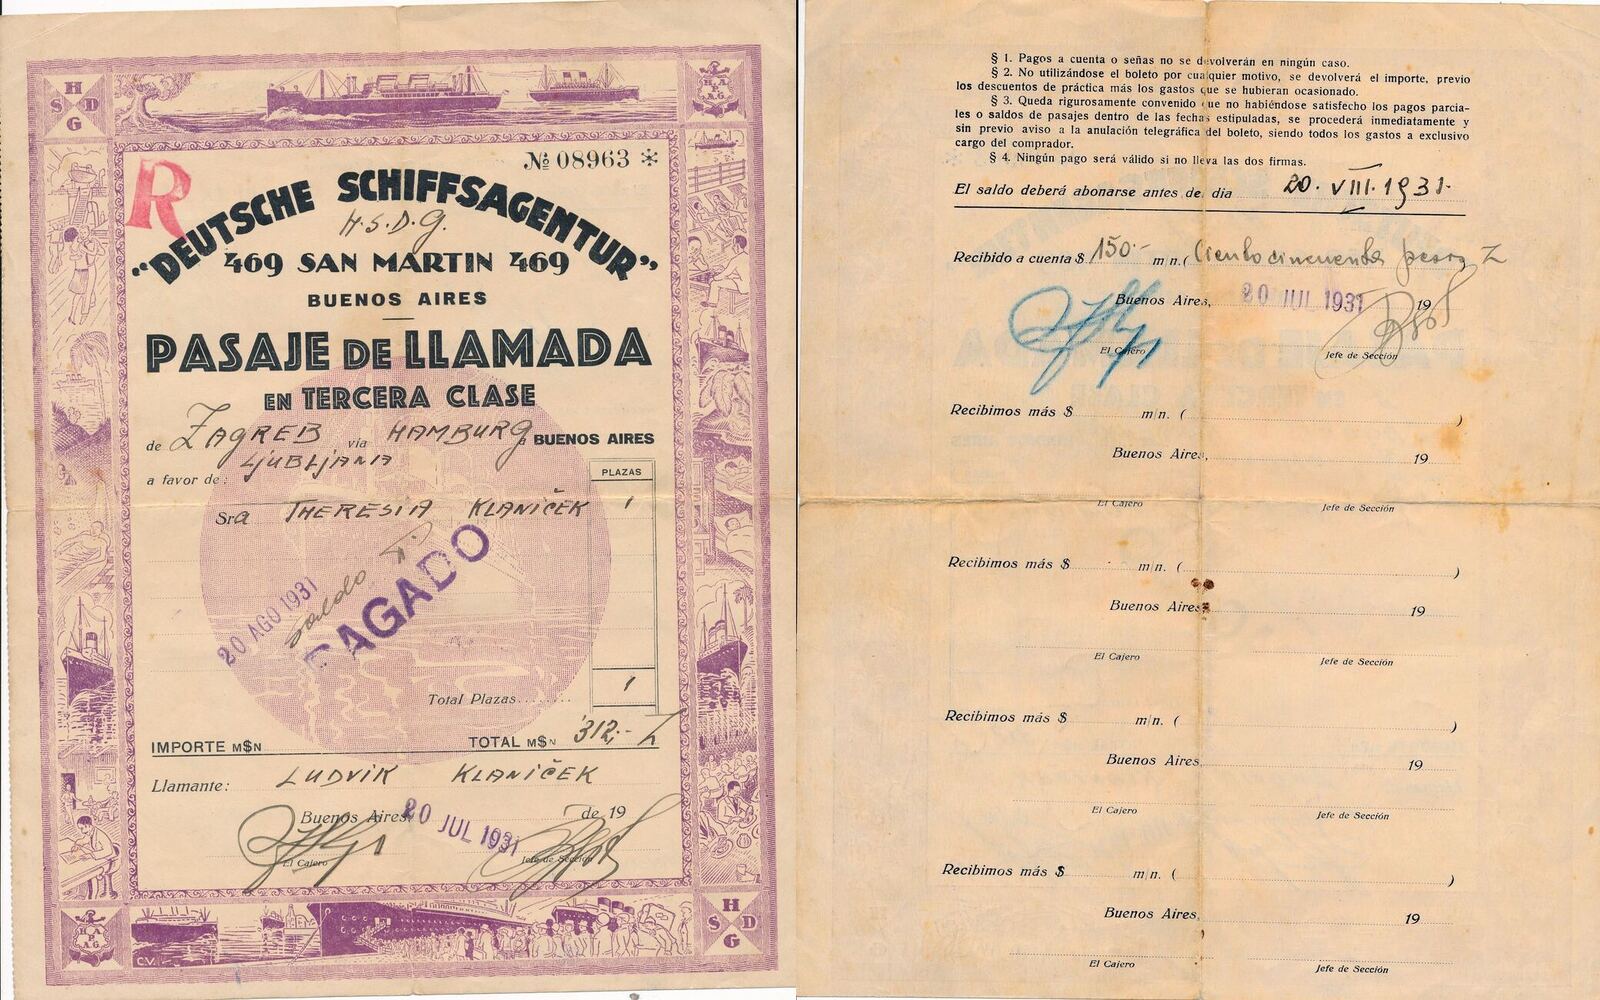 H
S D
G
H A P A G
R
№ 08963 *
"DEUTSCHE SCHIFFSAGENTUR"
H.S.D.G.
469 SAN MARTIN 469
BUENOS AIRES
PASAJE DE LLAMADA
EN TERCERA CLASE
de ZAGREB via HAMBURG a BUENOS AIRES
LJUBLJANA
a favor de:
PLAZAS
Sra THERESIA KLANIČEK 1
20 AGO 1931
saldo
PAGADO
Total Plazas........ 1
IMPORTE M$N TOTAL M$N 312,-
Llamante: LUDVIK KLANIČEK
Buenos Aires, 20 JUL 1931 de 19
El Cajero Jefe de Sección
H A P A G
C.V.
H
S D
G
§ 1. Pagos a cuenta o señas no se devolverán en ningún caso.
§ 2. No utilizándose el boleto por cualquier motivo, se devolverá el importe, previo
los descuentos de práctica más los gastos que se hubieran ocasionado.
§ 3. Queda rigurosamente convenido que no habiéndose satisfecho los pagos parcia-
les o saldos de pasajes dentro de las fechas estipuladas, se procederá inmediatamente y
sin previo aviso a la anulación telegráfica del boleto, siendo todos los gastos a exclusivo
cargo del comprador.
§ 4. Ningún pago será válido si no lleva las dos firmas.
El saldo deberá abonarse antes de dia 20. VIII. 1931.
Recibido a cuenta $ 150.- m/n. ( Ciento cincuenta pesos
Buenos Aires, 20 JUL 1931 19
El Cajero Jefe de Sección
Recibimos más $ m/n. ( )
Buenos Aires, 19
El Cajero Jefe de Sección
Recibimos más $ m/n. ( )
Buenos Aires, 19
El Cajero Jefe de Sección
Recibimos más $ m/n. ( )
Buenos Aires, 19
El Cajero Jefe de Sección
Recibimos más $ m/n. ( )
Buenos Aires, 19
El Cajero Jefe de Sección